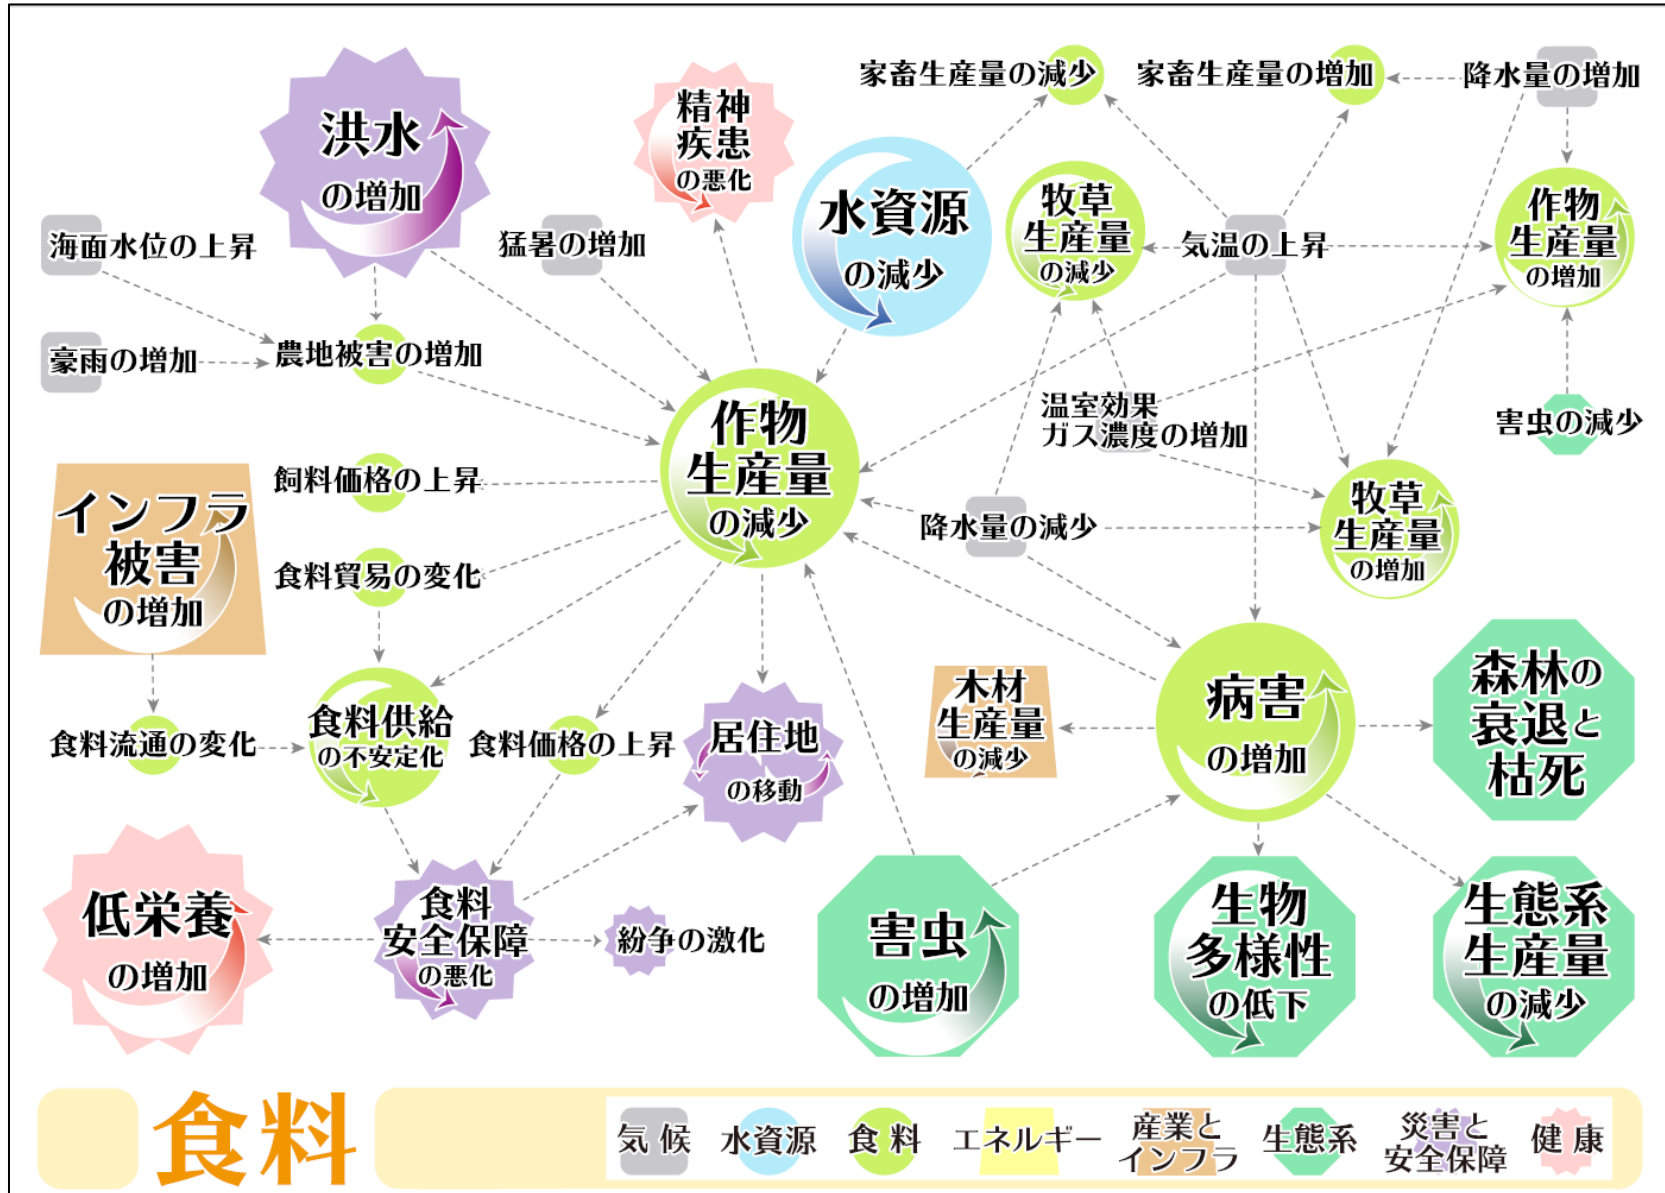 洪水
の増加
精神
疾患
の悪化
家畜生産量の減少
家畜生産量の増加
降水量の増加
水資源
の減少
牧草
生産量
の減少
気温の上昇
作物
生産量
の増加
海面水位の上昇
猛暑の増加
豪雨の増加
農地被害の増加
温室効果
ガス濃度の増加
害虫の減少
作物
生産量
の減少
飼料価格の上昇
インフラ
被害
の増加
降水量の減少
牧草
生産量
の増加
食料貿易の変化
食料流通の変化
食料供給
の不安定化
食料価格の上昇
居住地
の移動
木材
生産量
の減少
病害
の増加
森林の
衰退と
枯死
低栄養
の増加
食料
安全保障
の悪化
紛争の激化
害虫
の増加
生物
多様性
の低下
生態系
生産量
の減少
食料
気候
水資源
食料
エネルギー
産業と
インフラ
生態系
災害と
安全保障
健康